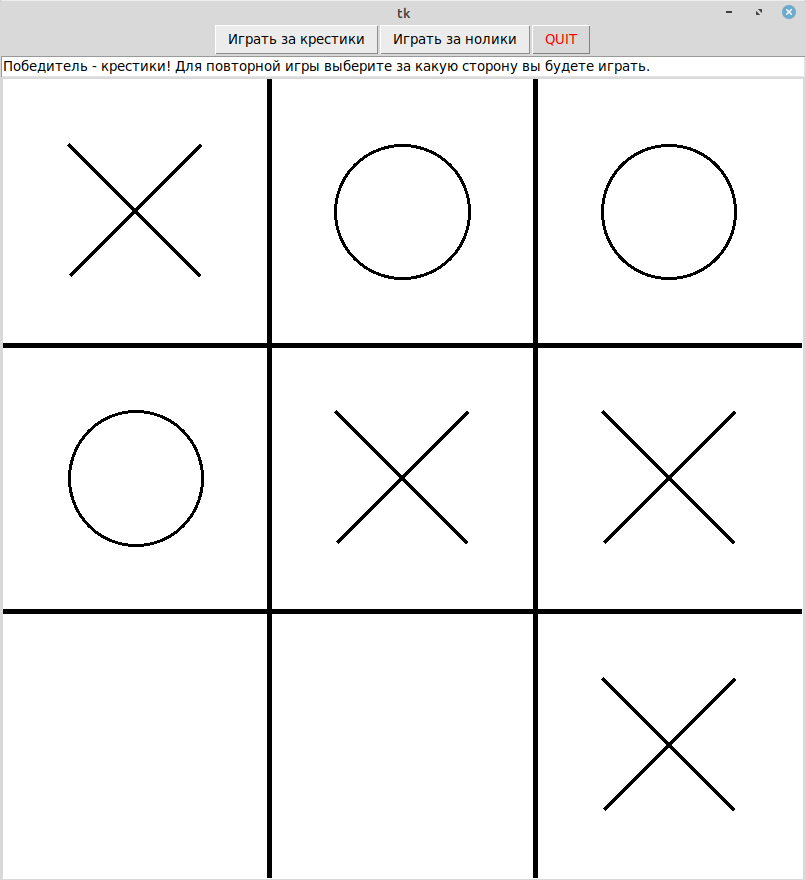 tk
Играть за крестики Играть за нолики QUIT
Победитель - крестики! Для повторной игры выберите за какую сторону вы будете играть.